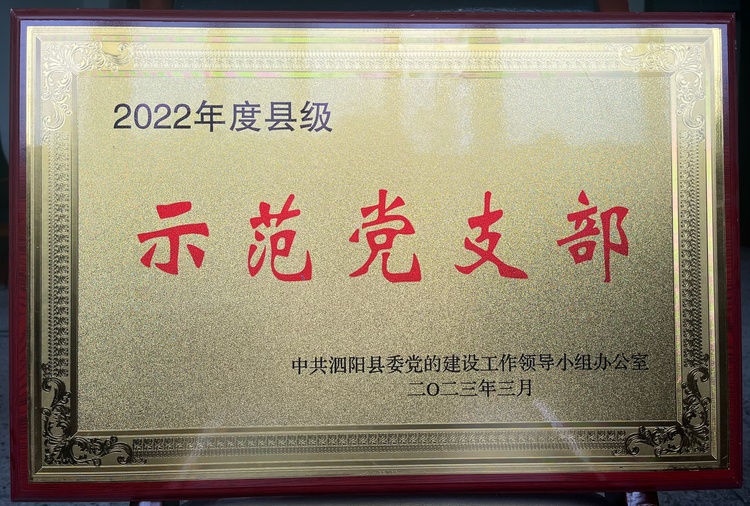 2022年度县级
示范党支部
中共泗阳县委党的建设工作领导小组办公室
二〇二三年三月